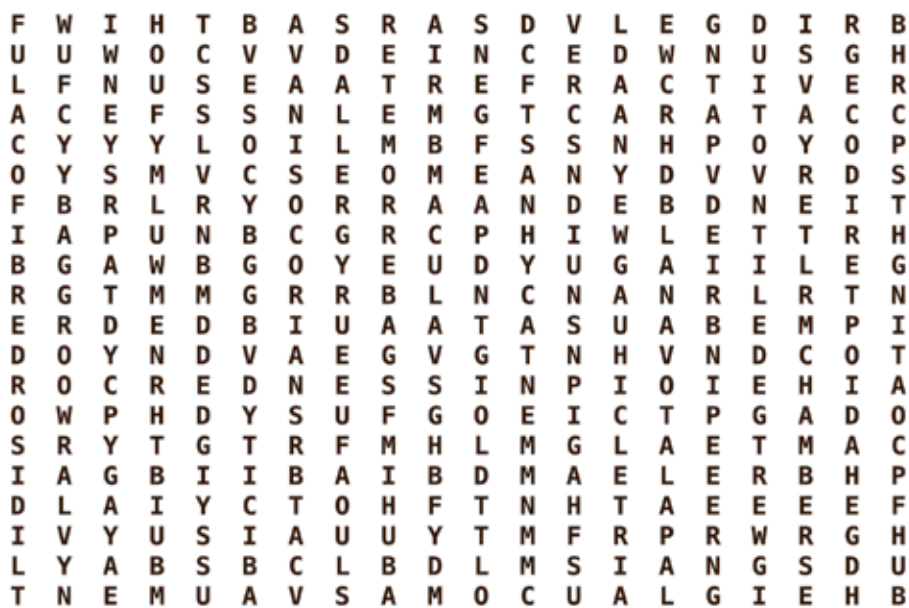 F W I H T B A S R A S D V L E G D I R B
U U W O C V V D E I N C E D W N U S G H
L F N U S E A A T R E F R A C T I V E R
A C E F S S N L E M G T C A R A T A C C
C Y Y Y L O I L M B F S S N H P O Y O P
O Y S M V C S E O M E A N Y D V V R D S
F B R L R Y O R R A A N D E B D N E I T
I A P U N B C G R C P H I W L E T T R H
B G A W B G O Y E U D Y U G A I I L E G
R G T M M G R R B L N C N A N R L R T N
E R D E D B I U A A T A S U A B E M P I
D O Y N D V A E G V G T N H V N D C O T
R O C R E D N E S S I N P I O I E H I A
O W P H D Y S U F G O E I C T P G A D O
S R Y T G T R F M H L M G L A E T M A C
I A G B I I B A I B D M A E L E R B H P
D L A I Y C T O H F T N H T A E E E E F
I V Y U S I A U U Y T M F R P R W R G H
L Y A B S B C L B D L M S I A N G S D U
T N E M U A V S A M O C U A L G I E H B